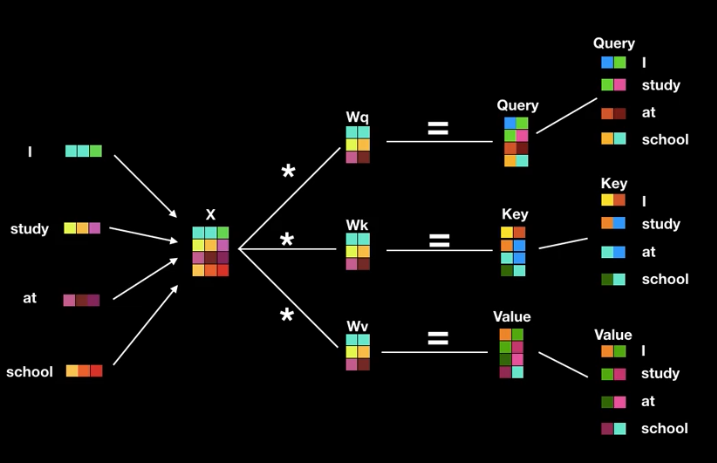 I
study
at
school
X
*
*
*
Wq
Wk
Wv
=
=
=
Query
Key
Value
Query
I
study
at
school
Key
I
study
at
school
Value
I
study
at
school